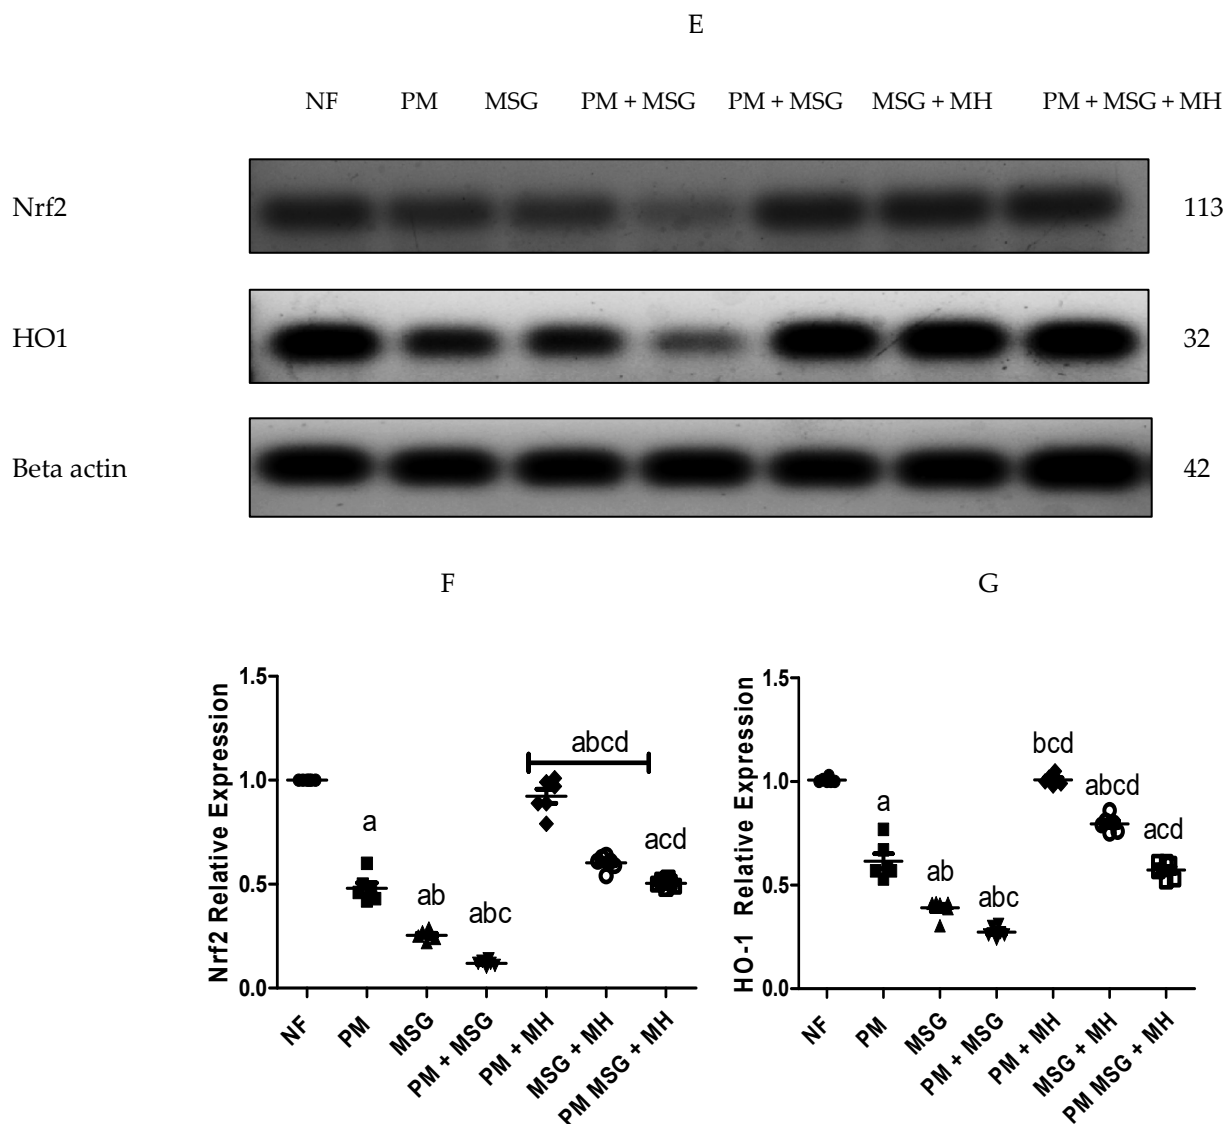 E
NF PM MSG PM + MSG PM + MSG MSG + MH PM + MSG + MH
Nrf2 113
HO1 32
Beta actin 42
F G
Nrf2 Relative Expression
1.5
1.0
0.5
0.0
a
ab
abc
abcd
acd
NF
PM
MSG
PM + MSG
PM + MH
MSG + MH
PM MSG + MH
HO-1 Relative Expression
1.5
1.0
0.5
0.0
a
ab
abc
bcd
abcd
acd
NF
PM
MSG
PM + MSG
PM + MH
MSG + MH
PM MSG + MH